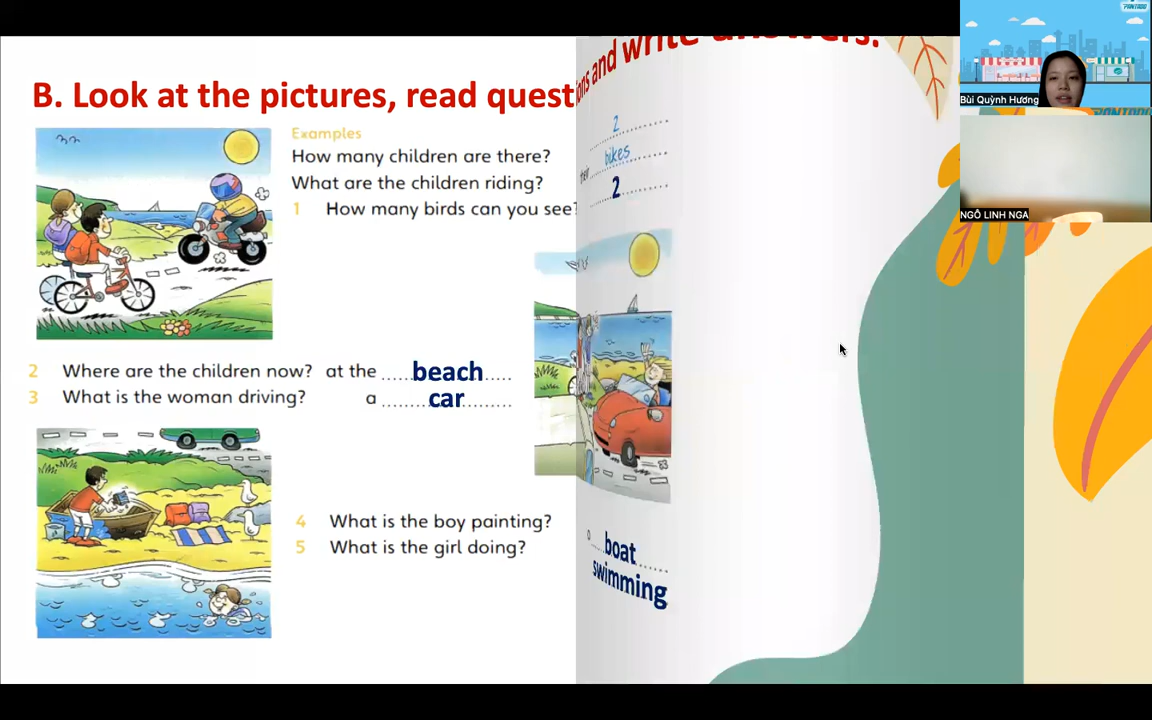 B. Look at the pictures, read quest ions and write answers.
Examples
How many children are there? 2
What are the children riding? their bikes
1 How many birds can you see? 2
2 Where are the children now? at the beach
3 What is the woman driving? a car
4 What is the boy painting? a boat
5 What is the girl doing? swimming
PANTADO
Bùi Quỳnh Hương
PANTADO
NGÔ LINH NGA